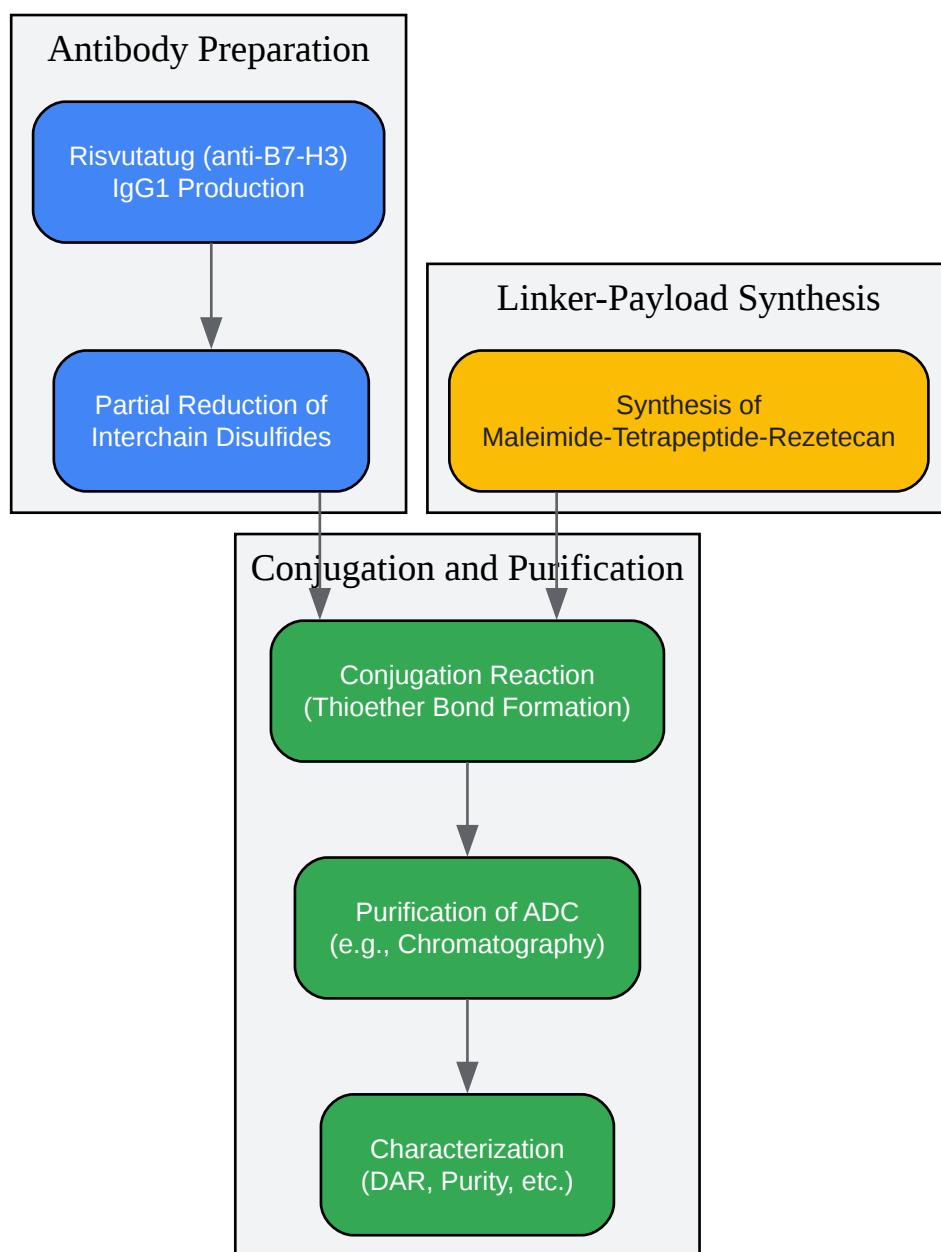 Antibody Preparation
Risvutatug (anti-B7-H3)
IgG1 Production
Partial Reduction of
Interchain Disulfides
Linker-Payload Synthesis
Synthesis of
Maleimide-Tetrapeptide-Rezetecan
Conjugation and Purification
Conjugation Reaction
(Thioether Bond Formation)
Purification of ADC
(e.g., Chromatography)
Characterization
(DAR, Purity, etc.)